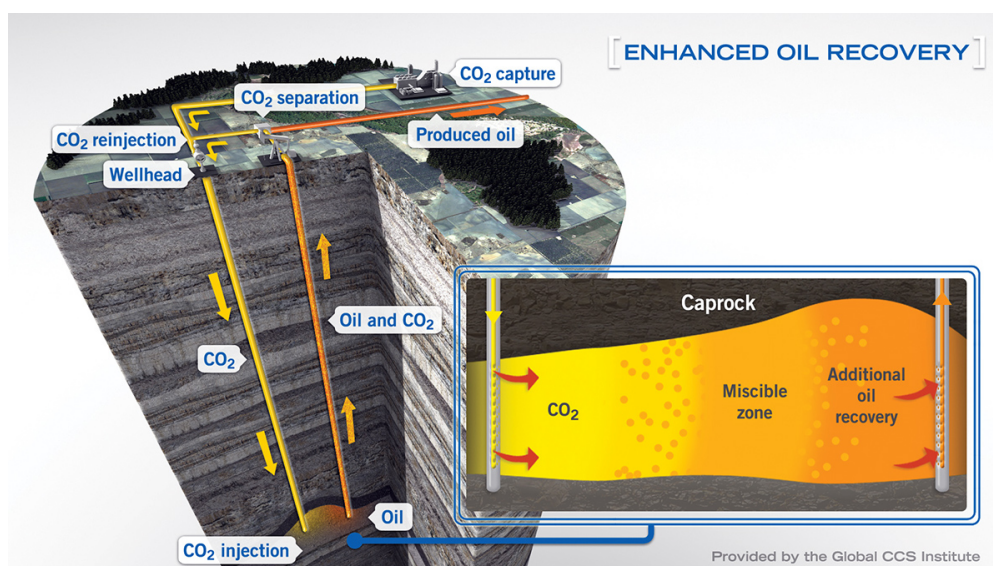 [ENHANCED OIL RECOVERY]
CO₂ capture
CO₂ separation
Produced oil
CO₂ reinjection
Wellhead
Oil and CO₂
CO₂
Oil
CO₂ injection
Caprock
CO₂
Miscible
zone
Additional
oil
recovery
Provided by the Global CCS Institute